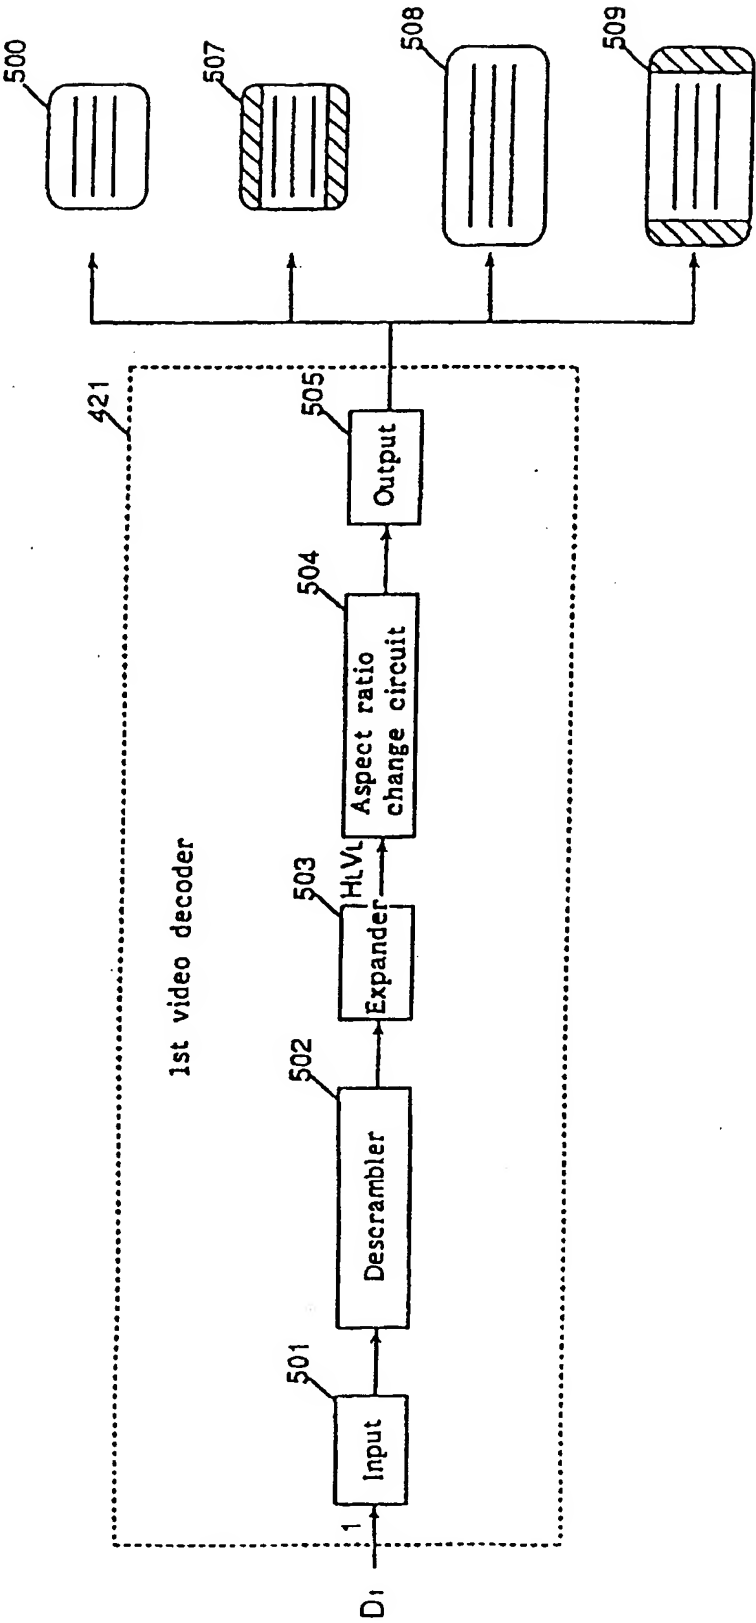 1st video decoder
421
D1
1
501
Input
502
Descrambler
503
Expander
HLVL
504
Aspect ratio
change circuit
505
Output
500
507
508
509